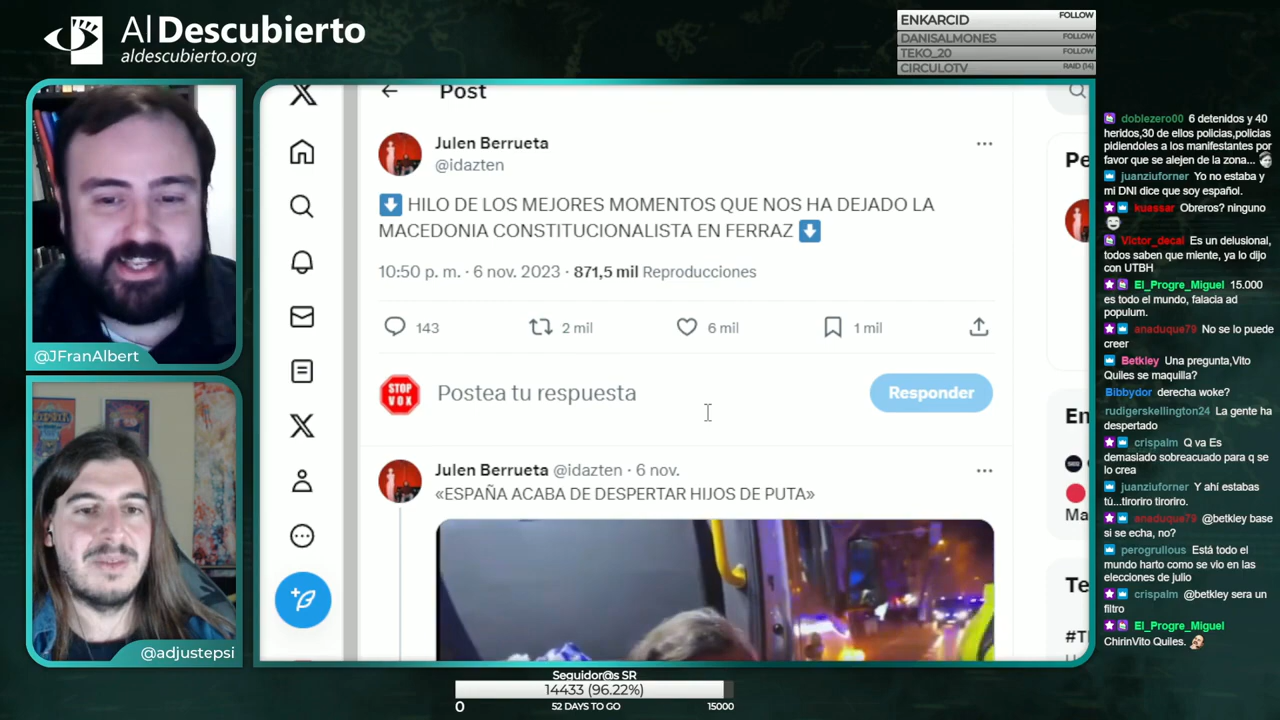 Al Descubierto
aldescubierto.org
ENKARCID FOLLOW
DANISALMONES FOLLOW
TEKO_20 FOLLOW
CIRCULOTV RAID (14)
@JFranAlbert
@adjustepsi
Post
Julen Berrueta
@idazten
HILO DE LOS MEJORES MOMENTOS QUE NOS HA DEJADO LA
MACEDONIA CONSTITUCIONALISTA EN FERRAZ
10:50 p. m. · 6 nov. 2023 · 871,5 mil Reproducciones
143 2 mil 6 mil 1 mil
STOP
VOX
Postea tu respuesta
Responder
Julen Berrueta @idazten · 6 nov.
«ESPAÑA ACABA DE DESPERTAR HIJOS DE PUTA»
Pe
En
Ma
Te
#T
doblezero00 6 detenidos y 40
heridos,30 de ellos policias,policias
pidiendoles a los manifestantes por
favor que se alejen de la zona...
juanziuforner Yo no estaba y
mi DNI dice que soy español.
kuassar Obreros? ninguno
Victor_decal Es un delusional,
todos saben que miente, ya lo dijo
con UTBH
El_Progre_Miguel 15.000
es todo el mundo, falacia ad
populum.
anaduque79 No se lo puede
creer
Betkley Una pregunta,Vito
Quiles se maquilla?
Bibbydor derecha woke?
rudigerskellington24 La gente ha
despertado
crispalm Q va Es
demasiado sobreacuado para q se
lo crea
juanziuforner Y ahí estabas
tú...tiroriro tiroriro.
anaduque79 @betkley base
si se echa, no?
perogrullous Está todo el
mundo harto como se vio en las
elecciones de julio
crispalm @betkley sera un
filtro
El_Progre_Miguel
ChirinVito Quiles.
Seguidor@s SR
14433 (96.22%)
0 52 DAYS TO GO 15000